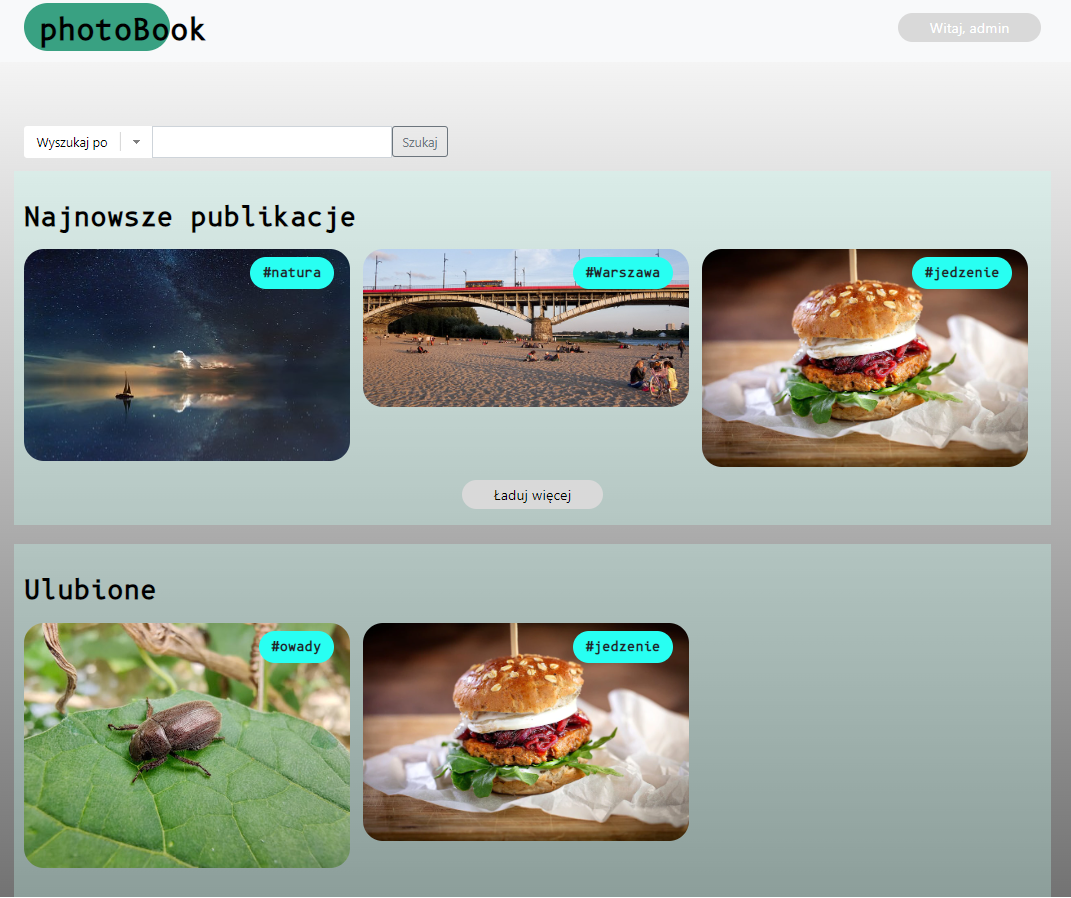 photoBook
Witaj, admin
Wyszukaj po
Szukaj
Najnowsze publikacje
#natura
#Warszawa
#jedzenie
Ładuj więcej
Ulubione
#owady
#jedzenie